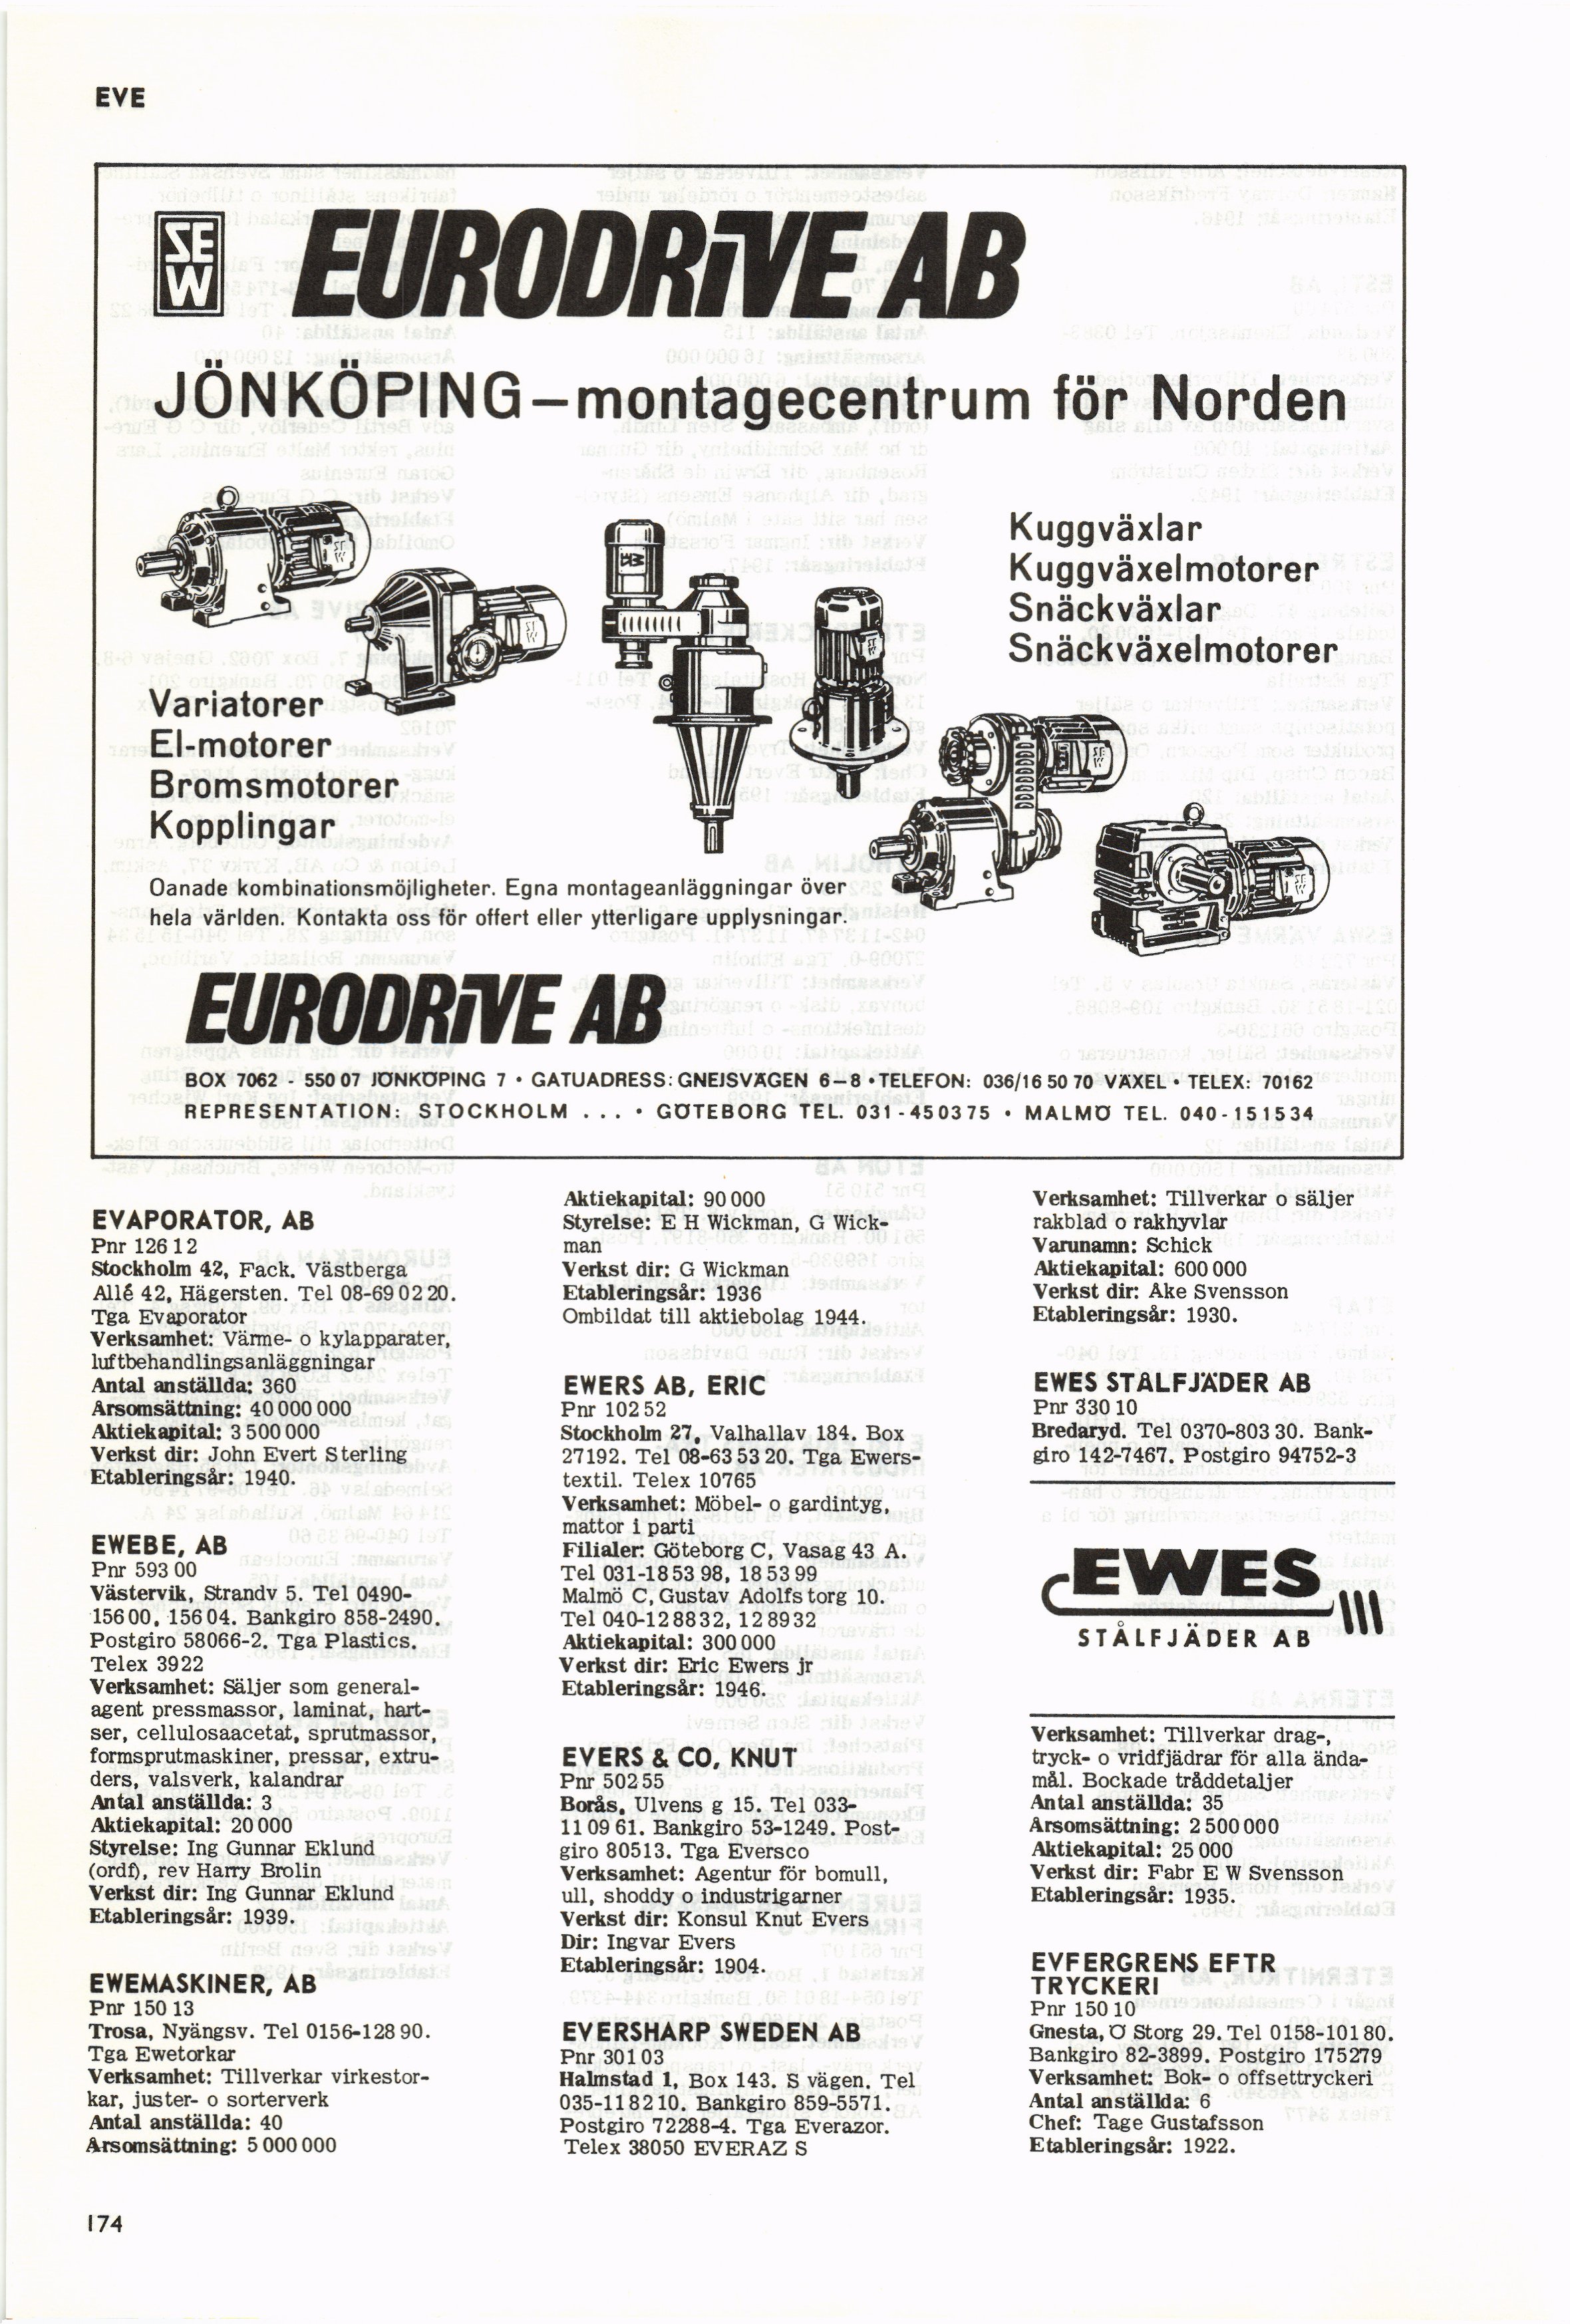 EVE
SEW
EURODRIVE AB
JÖNKÖPING—montagecentrum för Norden
Kuggväxlar
Kuggväxelmotorer
Snäckväxlar
Snäckväxelmotorer
Variatorer
El-motorer
Bromsmotorer
Kopplingar
Oanade kombinationsmöjligheter. Egna montageanläggningar över
hela världen. Kontakta oss för offert eller ytterligare upplysningar.
EURODRIVE AB
BOX 7062 - 550 07 JÖNKÖPING 7 • GATUADRESS: GNEJSVÄGEN 6–8 • TELEFON: 036/16 50 70 VÄXEL • TELEX: 70162
REPRESENTATION: STOCKHOLM ... • GÖTEBORG TEL. 031-450375 • MALMÖ TEL. 040-151534
EVAPORATOR, AB
Pnr 126 12
Stockholm 42, Fack. Västberga
Allé 42, Hägersten. Tel 08-69 02 20.
Tga Evaporator
Verksamhet: Värme- o kylapparater,
luftbehandlingsanläggningar
Antal anställda: 360
Årsomsättning: 40 000 000
Aktiekapital: 3 500 000
Verkst dir: John Evert Sterling
Etableringsår: 1940.
EWEBE, AB
Pnr 593 00
Västervik, Strandv 5. Tel 0490-
156 00, 156 04. Bankgiro 858-2490.
Postgiro 58066-2. Tga Plastics.
Telex 3922
Verksamhet: Säljer som general-
agent pressmassor, laminat, hart-
ser, cellulosaacetat, sprutmassor,
formsprutmaskiner, pressar, extru-
ders, valsverk, kalandrar
Antal anställda: 3
Aktiekapital: 20 000
Styrelse: Ing Gunnar Eklund
(ordf), rev Harry Brolin
Verkst dir: Ing Gunnar Eklund
Etableringsår: 1939.
EWEMASKINER, AB
Pnr 150 13
Trosa, Nyängsv. Tel 0156-128 90.
Tga Ewetorkar
Verksamhet: Tillverkar virkestor-
kar, juster- o sorterverk
Antal anställda: 40
Årsomsättning: 5 000 000
Aktiekapital: 90 000
Styrelse: E H Wickman, G Wick-
man
Verkst dir: G Wickman
Etableringsår: 1936
Ombildat till aktiebolag 1944.
EWERS AB, ERIC
Pnr 102 52
Stockholm 27, Valhallav 184. Box
27192. Tel 08-63 53 20. Tga Ewers-
textil. Telex 10765
Verksamhet: Möbel- o gardintyg,
mattor i parti
Filialer: Göteborg C, Vasag 43 A.
Tel 031-18 53 98, 18 53 99
Malmö C, Gustav Adolfs torg 10.
Tel 040-12 88 32, 12 89 32
Aktiekapital: 300 000
Verkst dir: Eric Ewers jr
Etableringsår: 1946.
EVERS & CO, KNUT
Pnr 502 55
Borås, Ulvens g 15. Tel 033-
11 09 61. Bankgiro 53-1249. Post-
giro 80513. Tga Eversco
Verksamhet: Agentur för bomull,
ull, shoddy o industrigarner
Verkst dir: Konsul Knut Evers
Dir: Ingvar Evers
Etableringsår: 1904.
EVERSHARP SWEDEN AB
Pnr 301 03
Halmstad 1, Box 143. S vägen. Tel
035-11 82 10. Bankgiro 859-5571.
Postgiro 72288-4. Tga Everazor.
Telex 38050 EVERAZ S
Verksamhet: Tillverkar o säljer
rakblad o rakhyvlar
Varunamn: Schick
Aktiekapital: 600 000
Verkst dir: Åke Svensson
Etableringsår: 1930.
EWES STÅLFJÄDER AB
Pnr 330 10
Bredaryd. Tel 0370-803 30. Bank-
giro 142-7467. Postgiro 94752-3
EWES
STÅLFJÄDER AB
Verksamhet: Tillverkar drag-,
tryck- o vridfjädrar för alla ända-
mål. Bockade tråddetaljer
Antal anställda: 35
Årsomsättning: 2 500 000
Aktiekapital: 25 000
Verkst dir: Fabr E W Svensson
Etableringsår: 1935.
EVFERGRENS EFTR
TRYCKERI
Pnr 150 10
Gnesta, Ö Storg 29. Tel 0158-101 80.
Bankgiro 82-3899. Postgiro 175279
Verksamhet: Bok- o offsettryckeri
Antal anställda: 6
Chef: Tage Gustafsson
Etableringsår: 1922.
174